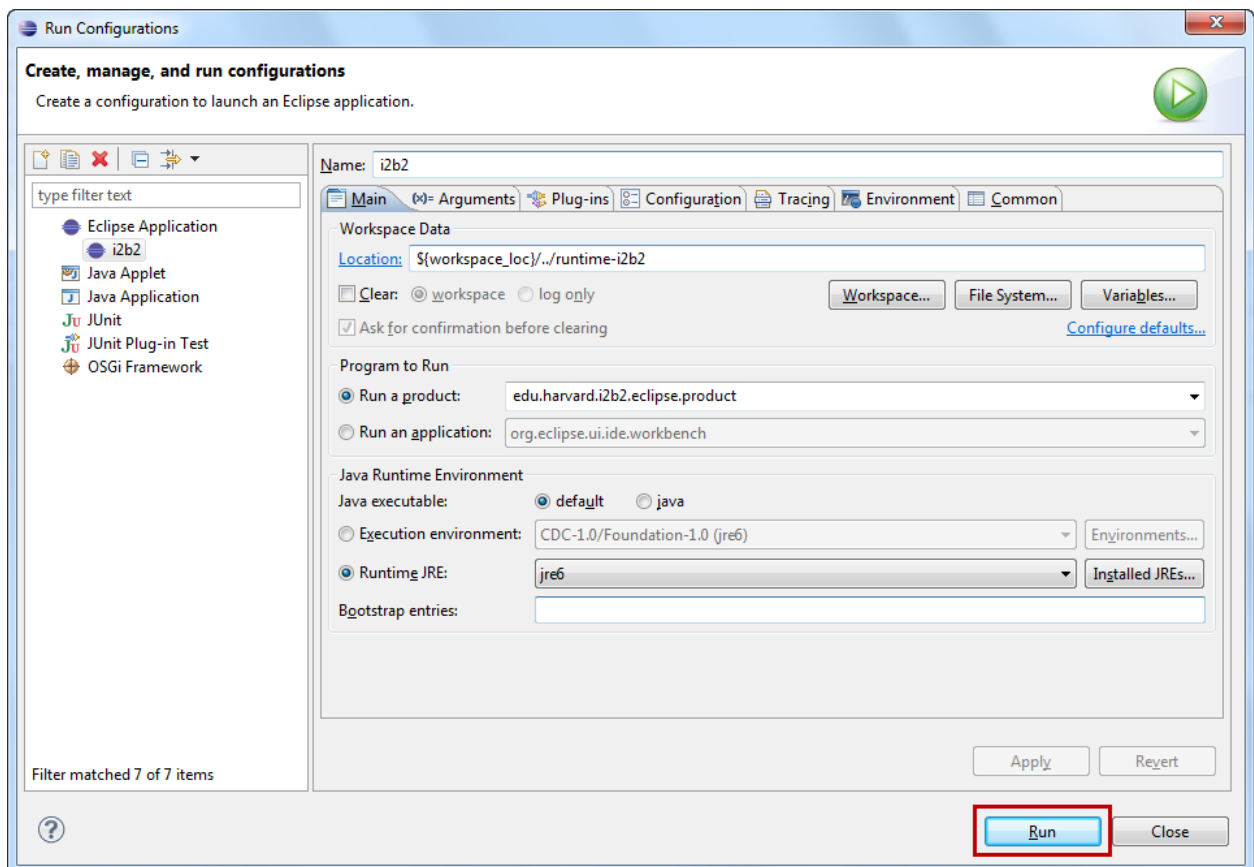 Run Configurations
Create, manage, and run configurations
Create a configuration to launch an Eclipse application.
type filter text
Eclipse Application
i2b2
Java Applet
Java Application
JUnit
JUnit Plug-in Test
OSGi Framework
Filter matched 7 of 7 items
Name: i2b2
Main (x)= Arguments Plug-ins Configuration Tracing Environment Common
Workspace Data
Location: ${workspace_loc}/../runtime-i2b2
Clear: workspace log only Workspace... File System... Variables...
Ask for confirmation before clearing Configure defaults...
Program to Run
Run a product: edu.harvard.i2b2.eclipse.product
Run an application: org.eclipse.ui.ide.workbench
Java Runtime Environment
Java executable: default java
Execution environment: CDC-1.0/Foundation-1.0 (jre6) Environments...
Runtime JRE: jre6 Installed JREs...
Bootstrap entries:
Apply Revert
Run Close